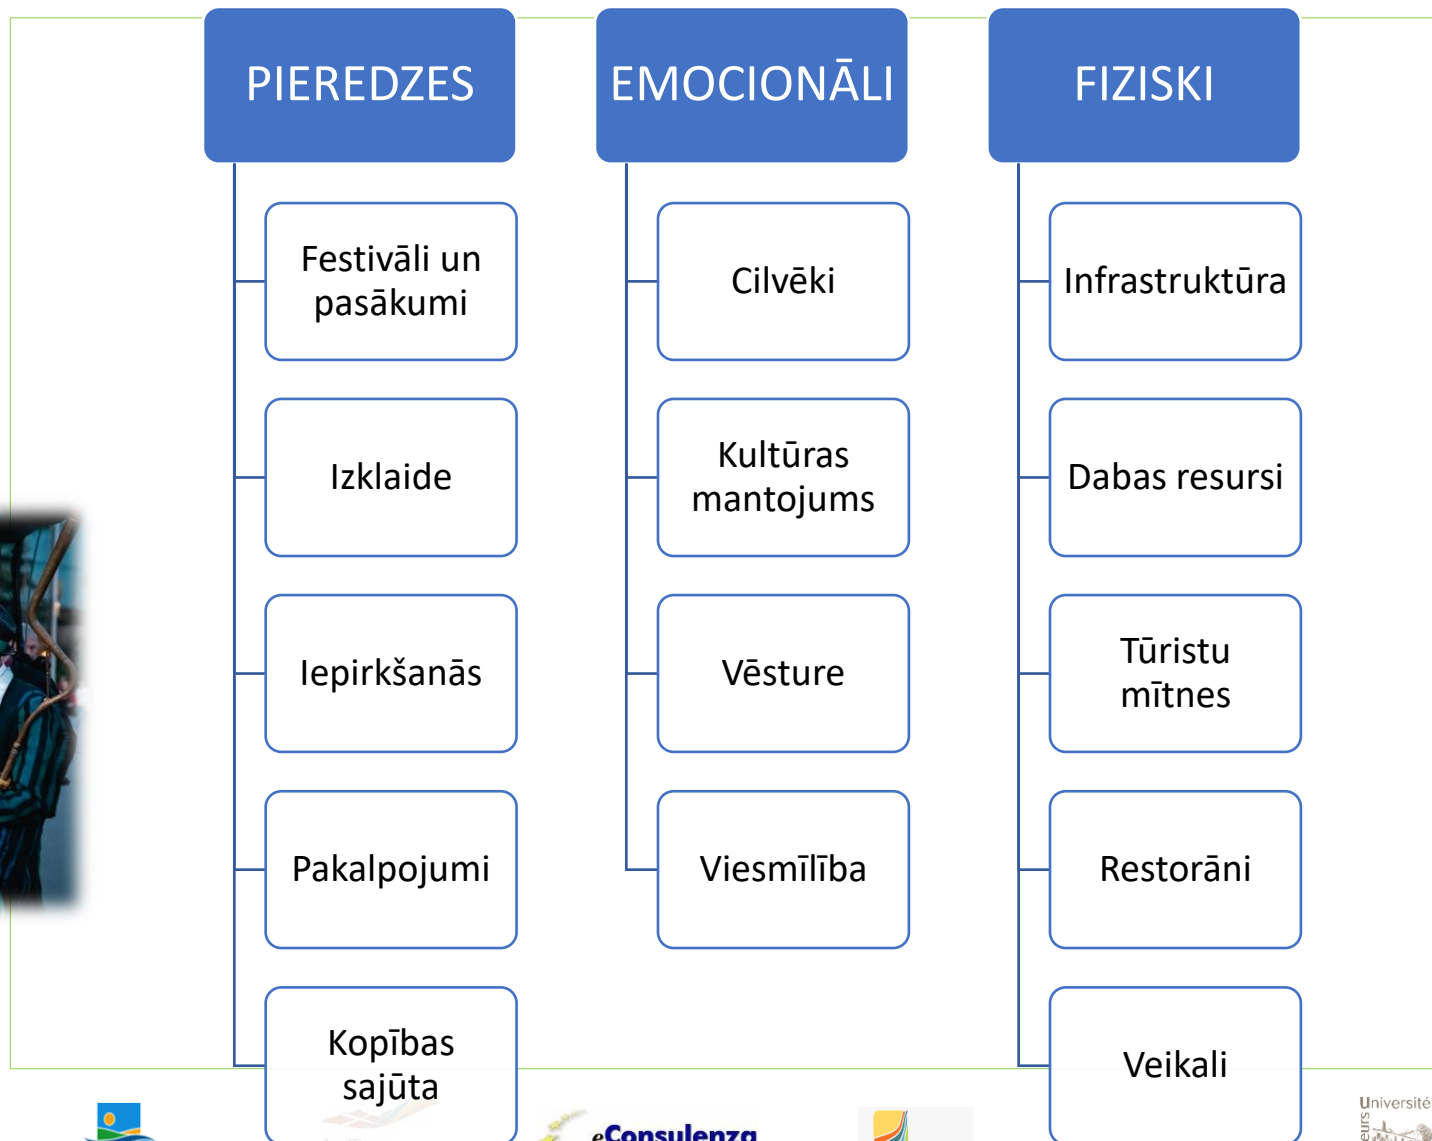 PIEREDZES
Festivāli un
pasākumi
Izklaide
Iepirkšanās
Pakalpojumi
Kopības
sajūta
EMOCIONĀLI
Cilvēki
Kultūras
mantojums
Vēsture
Viesmīlība
FIZISKI
Infrastruktūra
Dabas resursi
Tūristu
mītnes
Restorāni
Veikali
eConsulenza
Université